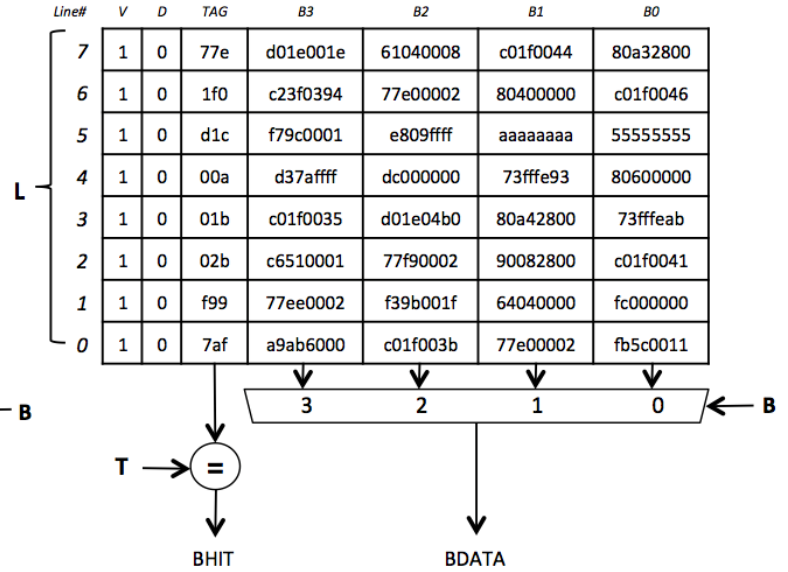 Line# V D TAG B3 B2 B1 B0
7 1 0 77e d01e001e 61040008 c01f0044 80a32800
6 1 0 1f0 c23f0394 77e00002 80400000 c01f0046
5 1 0 d1c f79c0001 e809ffff aaaaaaaa 55555555
L 4 1 0 00a d37affff dc000000 73fffe93 80600000
3 1 0 01b c01f0035 d01e04b0 80a42800 73fffeab
2 1 0 02b c6510001 77f90002 90082800 c01f0041
1 1 0 f99 77ee0002 f39b001f 64040000 fc000000
0 1 0 7af a9ab6000 c01f003b 77e00002 fb5c0011
B 3 2 1 0 B
T =
BHIT BDATA